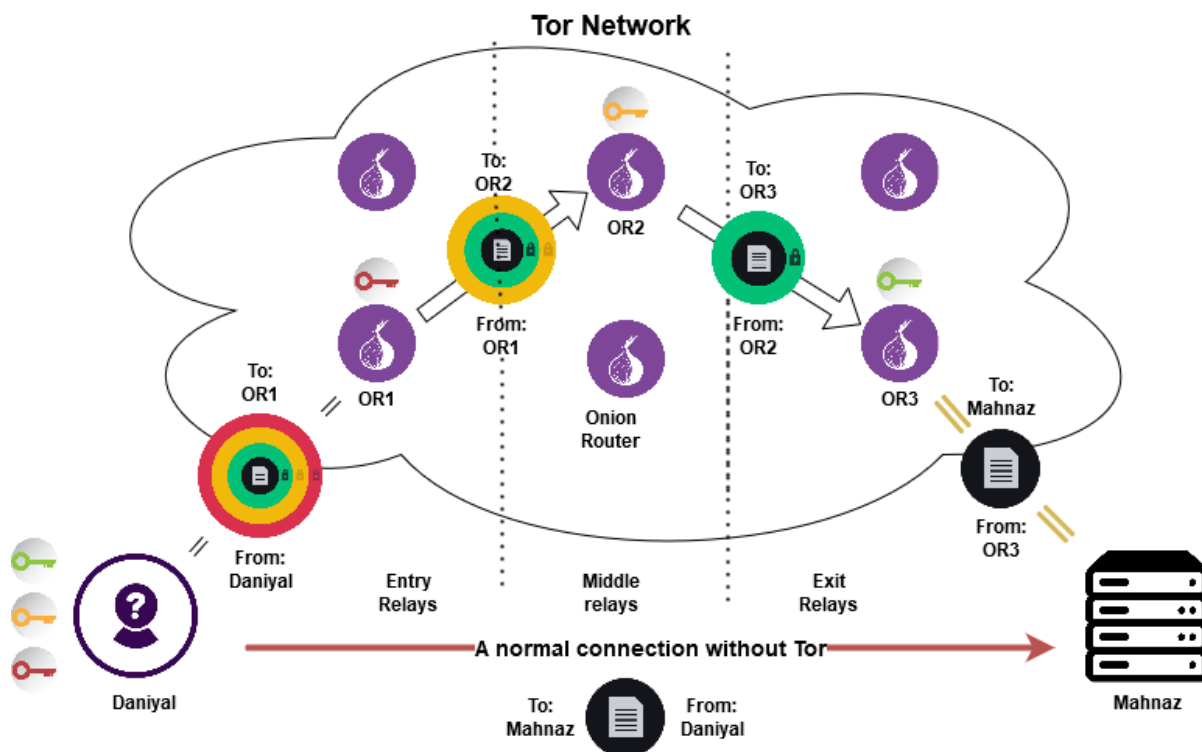 Tor Network
To:
OR2
OR2
To:
OR3
From:
OR1
From:
OR2
To:
OR1
OR1
Onion
Router
OR3
To:
Mahnaz
From:
Daniyal
From:
OR3
Entry
Relays
Middle
relays
Exit
Relays
A normal connection without Tor
Daniyal
To:
Mahnaz
From:
Daniyal
Mahnaz